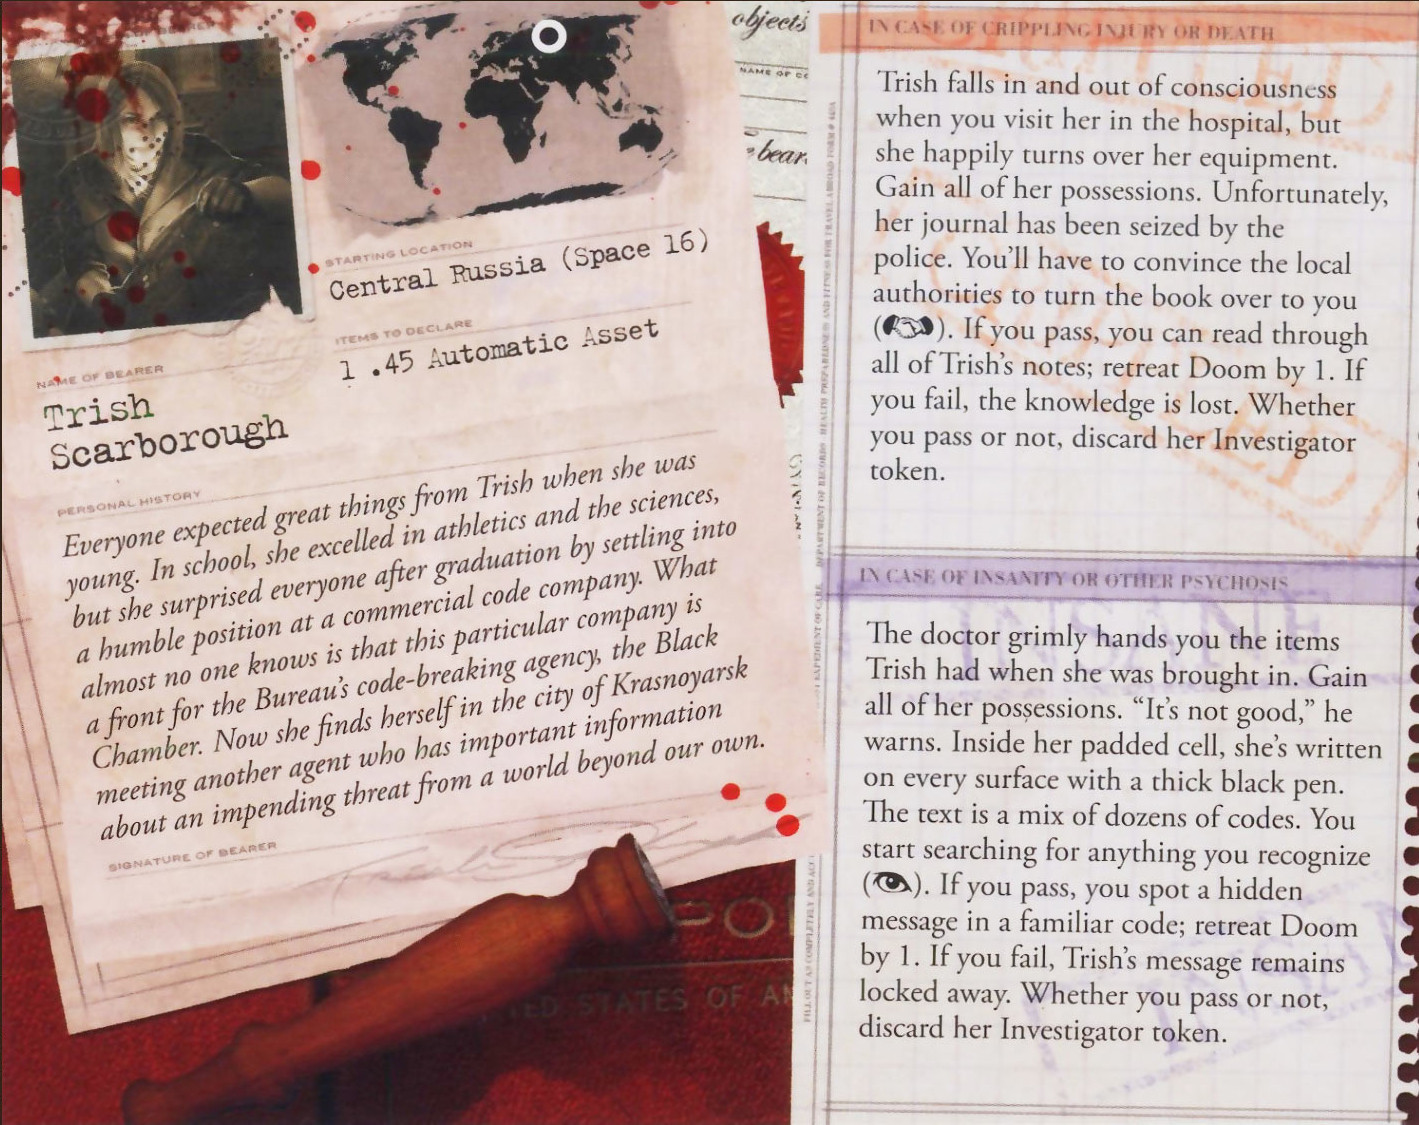 STARTING LOCATION
Central Russia (Space 16)
ITEMS TO DECLARE
1 .45 Automatic Asset
NAME OF BEARER
Trish
Scarborough
PERSONAL HISTORY
Everyone expected great things from Trish when she was
young. In school, she excelled in athletics and the sciences,
but she surprised everyone after graduation by settling into
a humble position at a commercial code company. What
almost no one knows is that this particular company is
a front for the Bureau's code-breaking agency, the Black
Chamber. Now she finds herself in the city of Krasnoyarsk
meeting another agent who has important information
about an impending threat from a world beyond our own.
SIGNATURE OF BEARER
objects
NAME OF
bear
STATES OF
IN CASE OF CRIPPLING INJURY OR DEATH
Trish falls in and out of consciousness
when you visit her in the hospital, but
she happily turns over her equipment.
Gain all of her possessions. Unfortunately,
her journal has been seized by the
police. You'll have to convince the local
authorities to turn the book over to you
( ). If you pass, you can read through
all of Trish's notes; retreat Doom by 1. If
you fail, the knowledge is lost. Whether
you pass or not, discard her Investigator
token.
IN CASE OF INSANITY OR OTHER PSYCHOSIS
INSANE
The doctor grimly hands you the items
Trish had when she was brought in. Gain
all of her possessions. "It's not good," he
warns. Inside her padded cell, she's written
on every surface with a thick black pen.
The text is a mix of dozens of codes. You
start searching for anything you recognize
( ). If you pass, you spot a hidden
message in a familiar code; retreat Doom
by 1. If you fail, Trish's message remains
locked away. Whether you pass or not,
discard her Investigator token.